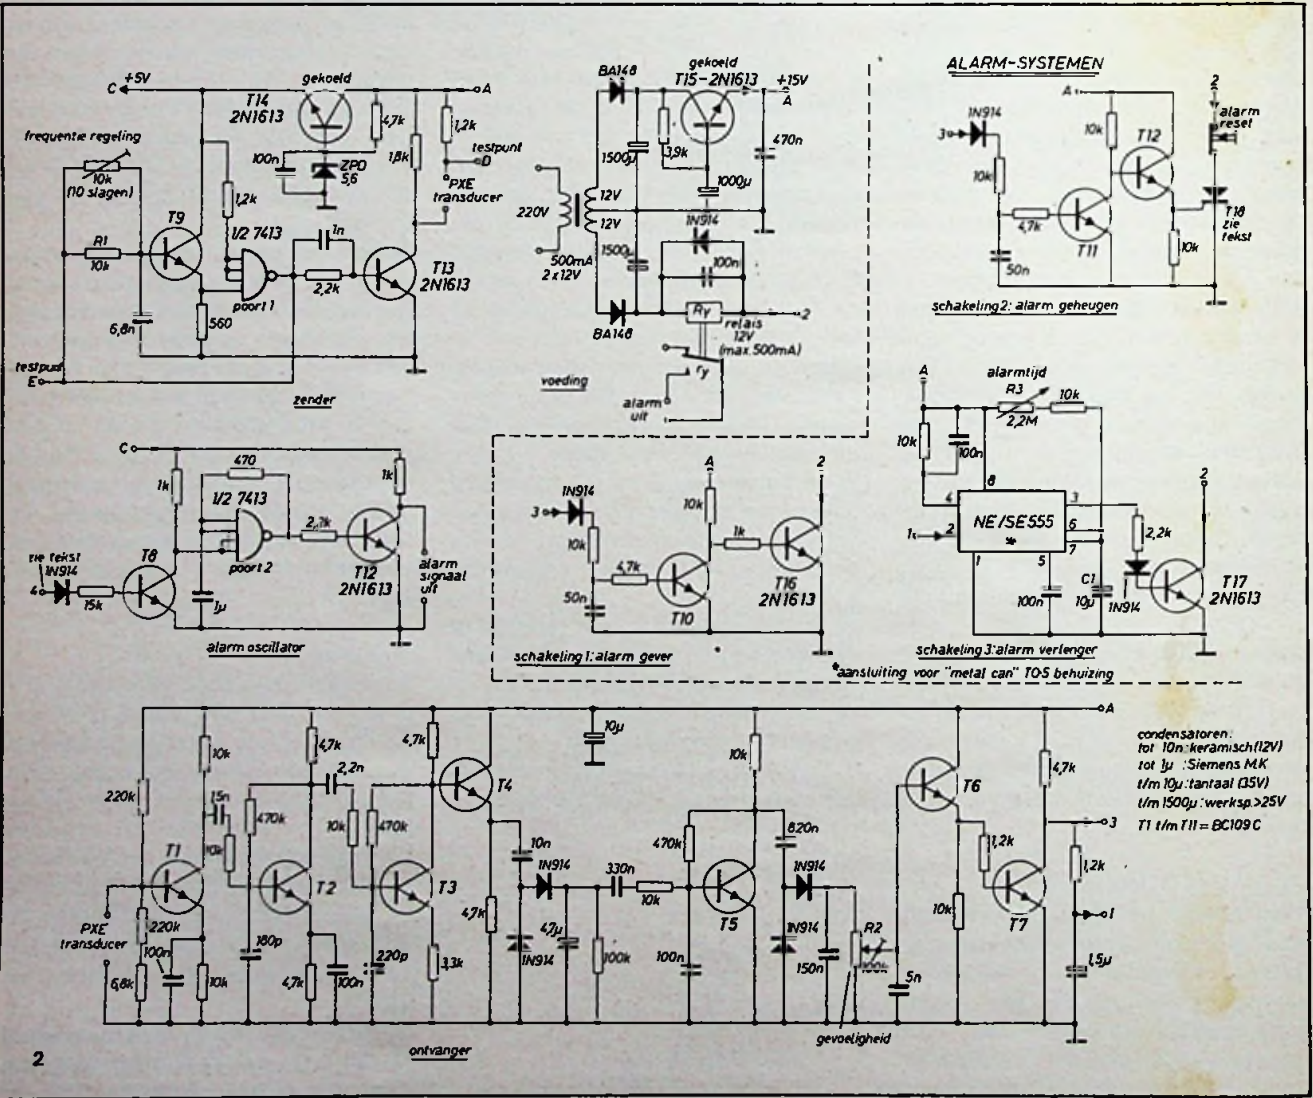 C +5V
gekoeld
T14
2N1613
A
4,7k
1,8k
1,2k
testpunt
D
PXE
transducer
frequentie regeling
10k
(10 slagen)
100n
ZPD
5,6
T9
1,2k
R1
10k
1/2 7413
poort 1
1n
2,2k
T13
2N1613
6,8n
560
testpunt
E
zender
BA148
gekoeld
T15-2N1613
+15V
A
1500µ
3,9k
470n
1000µ
220V
12V
12V
1N914
500mA
2x12V
1500µ
100n
BA148
Ry
2
relais
12V
(max.500mA)
ry
voeding
alarm
uit
ALARM-SYSTEMEN
A
2
1N914
3
10k
T12
alarm
reset
10k
4,7k
T11
T18
zie
tekst
10k
50n
schakeling2: alarm geheugen
A
alarmtijd
R3
10k
2,2M
10k
100n
8
4
3
2
NE/SE555
*
1
6
7
1
5
2,2k
C1
10µ
100n
1N914
2
T17
2N1613
schakeling 3:alarm verlenger
*aansluiting voor "metal can" TO-5 behuizing
C
470
1k
1k
1/2 7413
poort 2
T12
2N1613
zie tekst
1N914
4
15k
T8
1µ
alarm
signaal
uit
alarm oscillator
A
2
1N914
3
10k
10k
1k
4,7k
T16
2N1613
50n
T10
schakeling 1: alarm gever
A
220k
10k
4,7k
2,2n
4,7k
T4
10µ
10k
T6
4,7k
15n
10k
470k
10k
470k
T1
T2
T3
10n
1N914
330n
470k
820n
1N914
1,2k
3
1,2k
PXE
transducer
220k
100n
180p
220p
4,7k
4,7µ
10k
T5
R2
100k
10k
T7
1
6,8k
10k
4,7k
100n
3,3k
1N914
100k
100n
1N914
150n
5n
1,5µ
gevoeligheid
ontvanger
condensatoren:
tot 10n: keramisch(12V)
tot 1µ :Siemens MK
t/m 10µ :tantaal (35V)
t/m 1500µ :werksp.>25V
T1 t/m T11 = BC109C
2